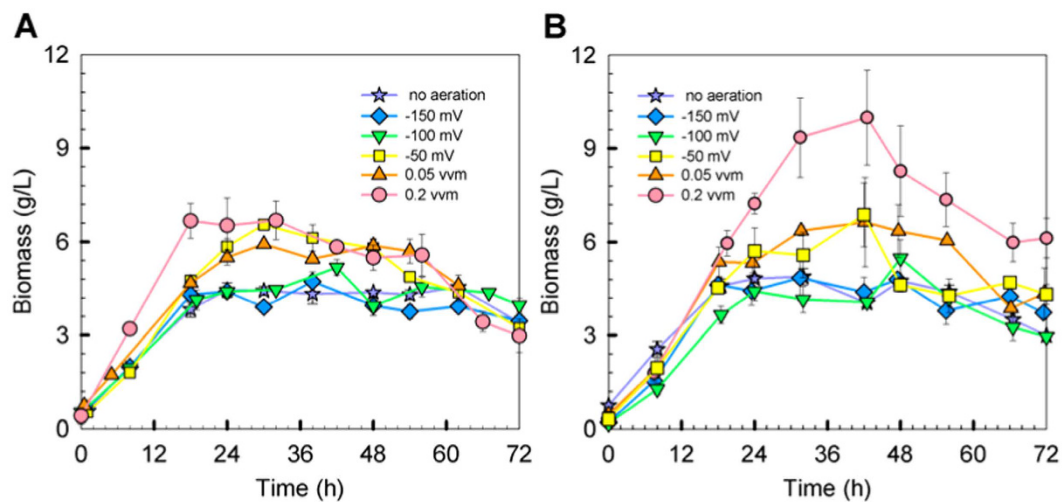 A
B
12
9
6
3
0
Biomass (g/L)
no aeration
-150 mV
-100 mV
-50 mV
0.05 vvm
0.2 vvm
0 12 24 36 48 60 72
Time (h)
12
9
6
3
0
Biomass (g/L)
no aeration
-150 mV
-100 mV
-50 mV
0.05 vvm
0.2 vvm
0 12 24 36 48 60 72
Time (h)